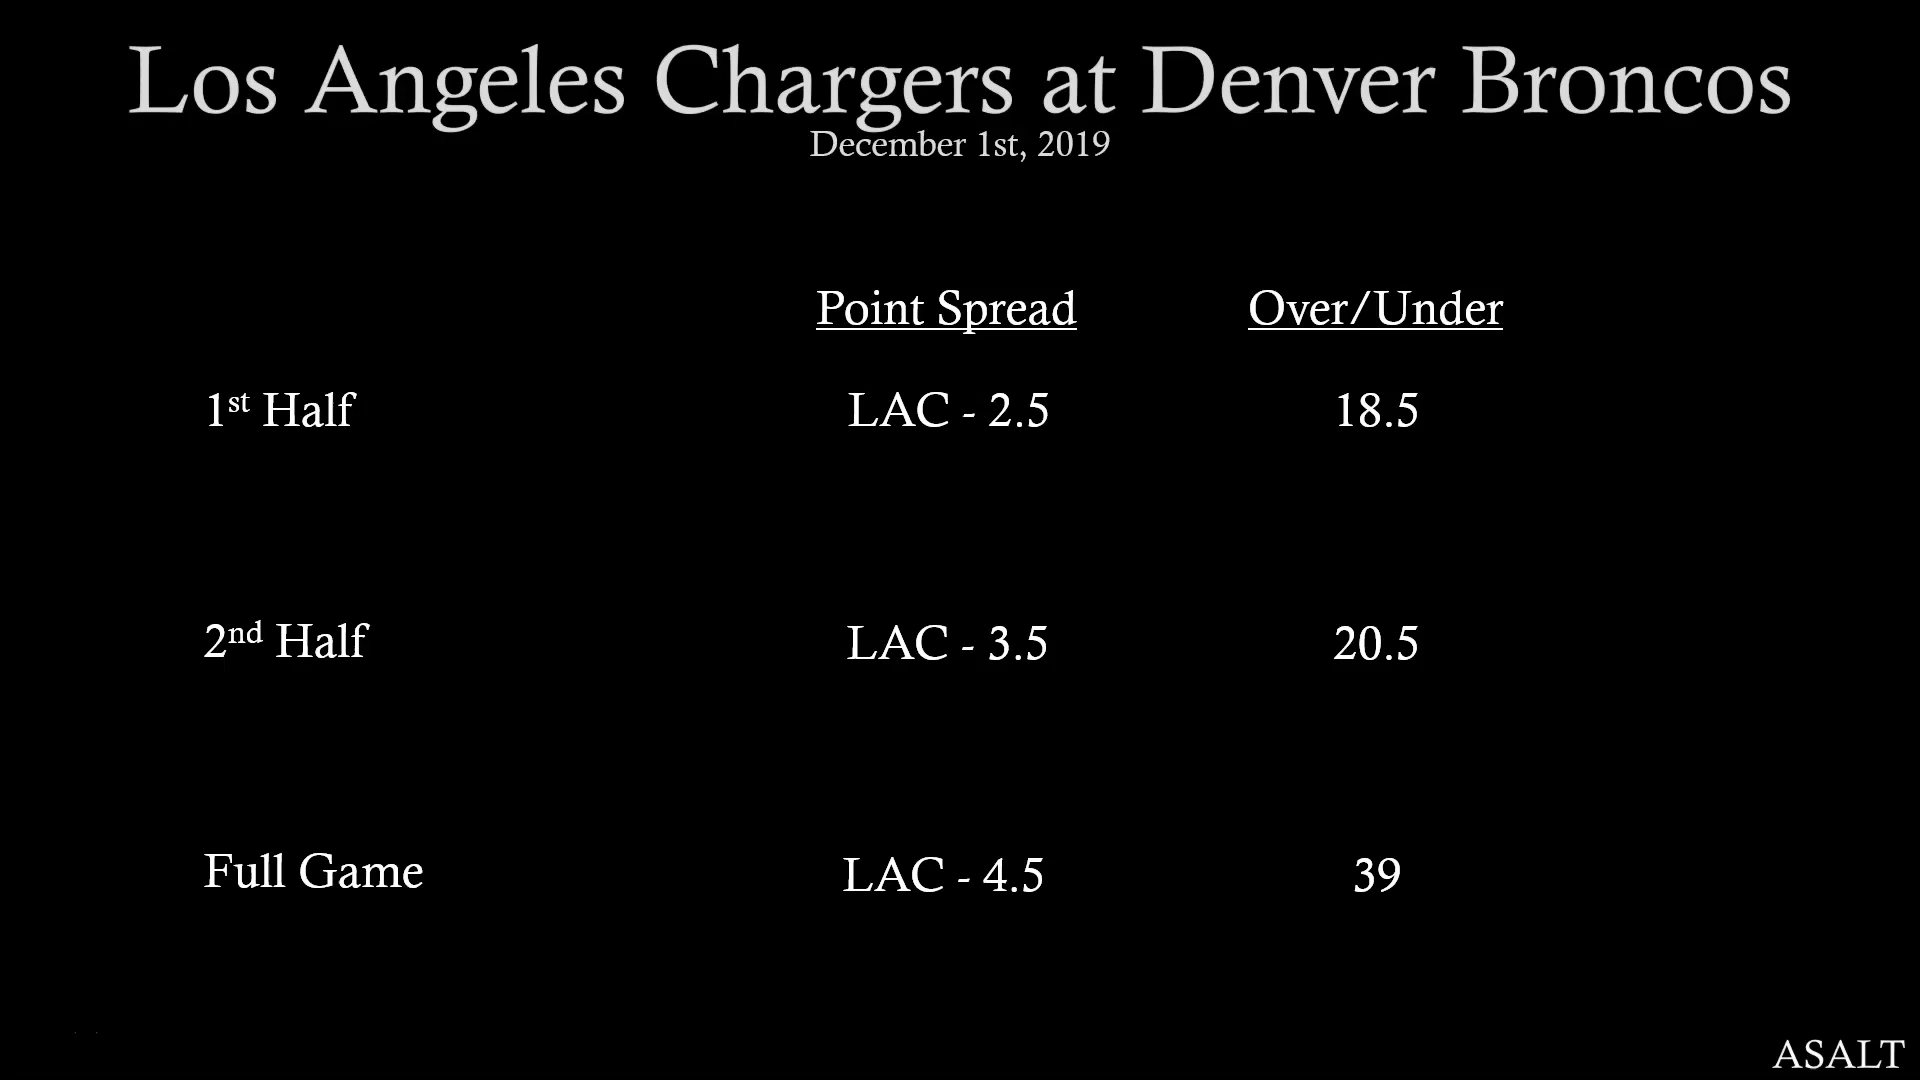 Los Angeles Chargers at Denver Broncos
December 1st, 2019
Point Spread Over/Under
1st Half LAC - 2.5 18.5
2nd Half LAC - 3.5 20.5
Full Game LAC - 4.5 39
ASALT